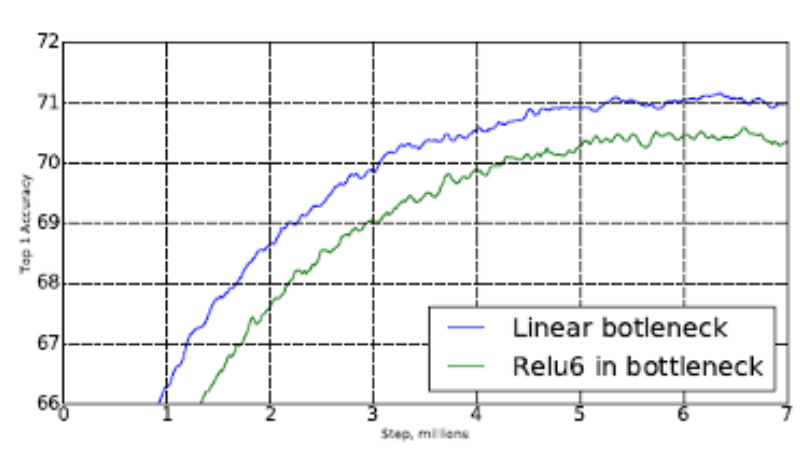 72
71
70
69
68
67
66
Top 1 Accuracy
Linear botleneck
Relu6 in bottleneck
0 1 2 3 4 5 6 7
Step, millions